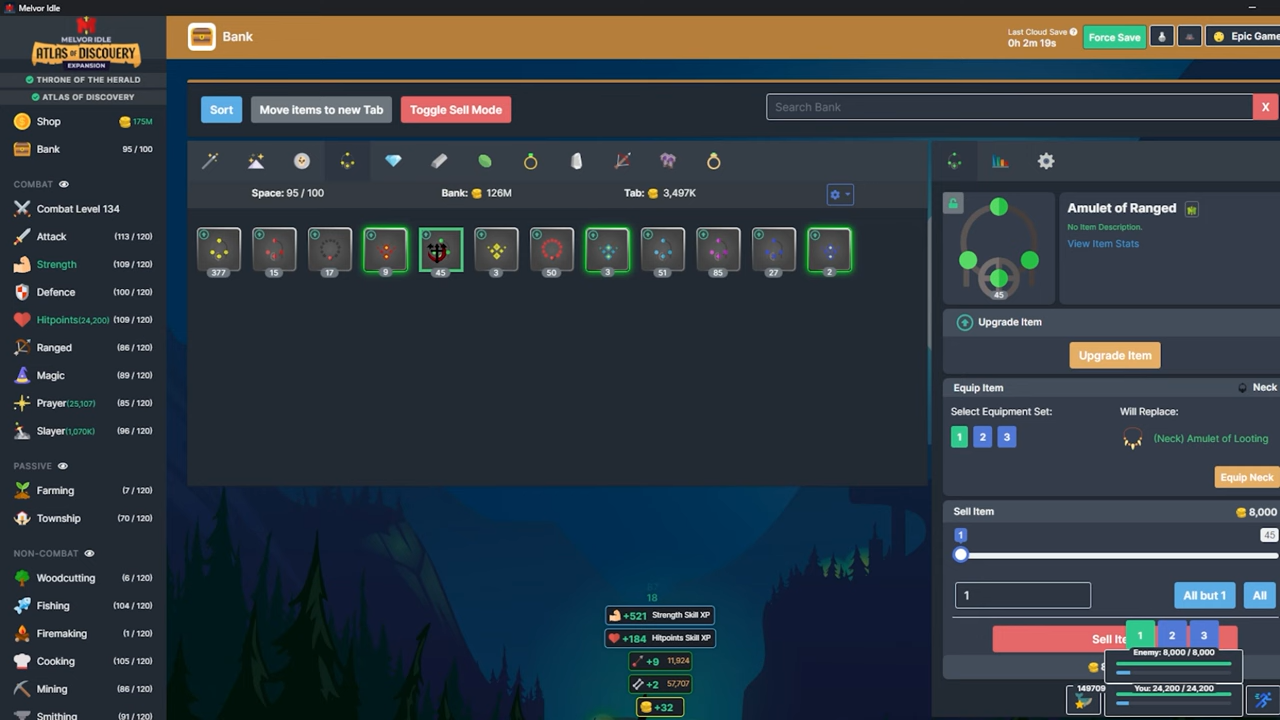 Melvor Idle
MELVOR IDLE
ATLAS OF DISCOVERY
EXPANSION
THRONE OF THE HERALD
ATLAS OF DISCOVERY
Shop 175M
Bank 95 / 100
COMBAT
Combat Level 134
Attack (113 / 120)
Strength (109 / 120)
Defence (100 / 120)
Hitpoints(24,200) (109 / 120)
Ranged (86 / 120)
Magic (89 / 120)
Prayer(25,107) (85 / 120)
Slayer(1,070K) (96 / 120)
PASSIVE
Farming (7 / 120)
Township (70 / 120)
NON-COMBAT
Woodcutting (6 / 120)
Fishing (104 / 120)
Firemaking (1 / 120)
Cooking (105 / 120)
Mining (86 / 120)
Smithing (91 / 120)
Bank
Last Cloud Save
0h 2m 19s
Force Save
Epic Game
Sort
Move items to new Tab
Toggle Sell Mode
Search Bank
X
Space: 95 / 100
Bank: 126M
Tab: 3,497K
377 15 17 9 45 3 50 3 51 85 27 2
45
Amulet of Ranged
No Item Description.
View Item Stats
Upgrade Item
Upgrade Item
Equip Item
Neck
Select Equipment Set:
Will Replace:
1 2 3
(Neck) Amulet of Looting
Equip Neck
Sell Item
8,000
1
45
1
All but 1
All
Sell Ite
1 2 3
Enemy: 8,000 / 8,000
149709
You: 24,200 / 24,200
18
+521 Strength Skill XP
+184 Hitpoints Skill XP
+9 11,924
+2 57,707
+32